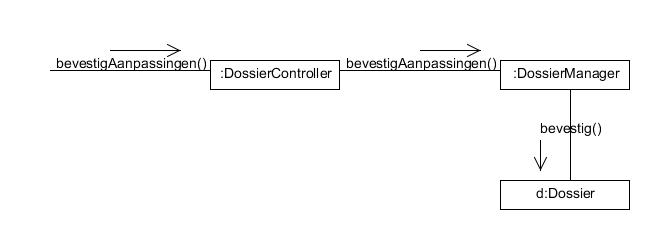 bevestigAanpassingen()
:DossierController
bevestigAanpassingen()
:DossierManager
bevestig()
d:Dossier